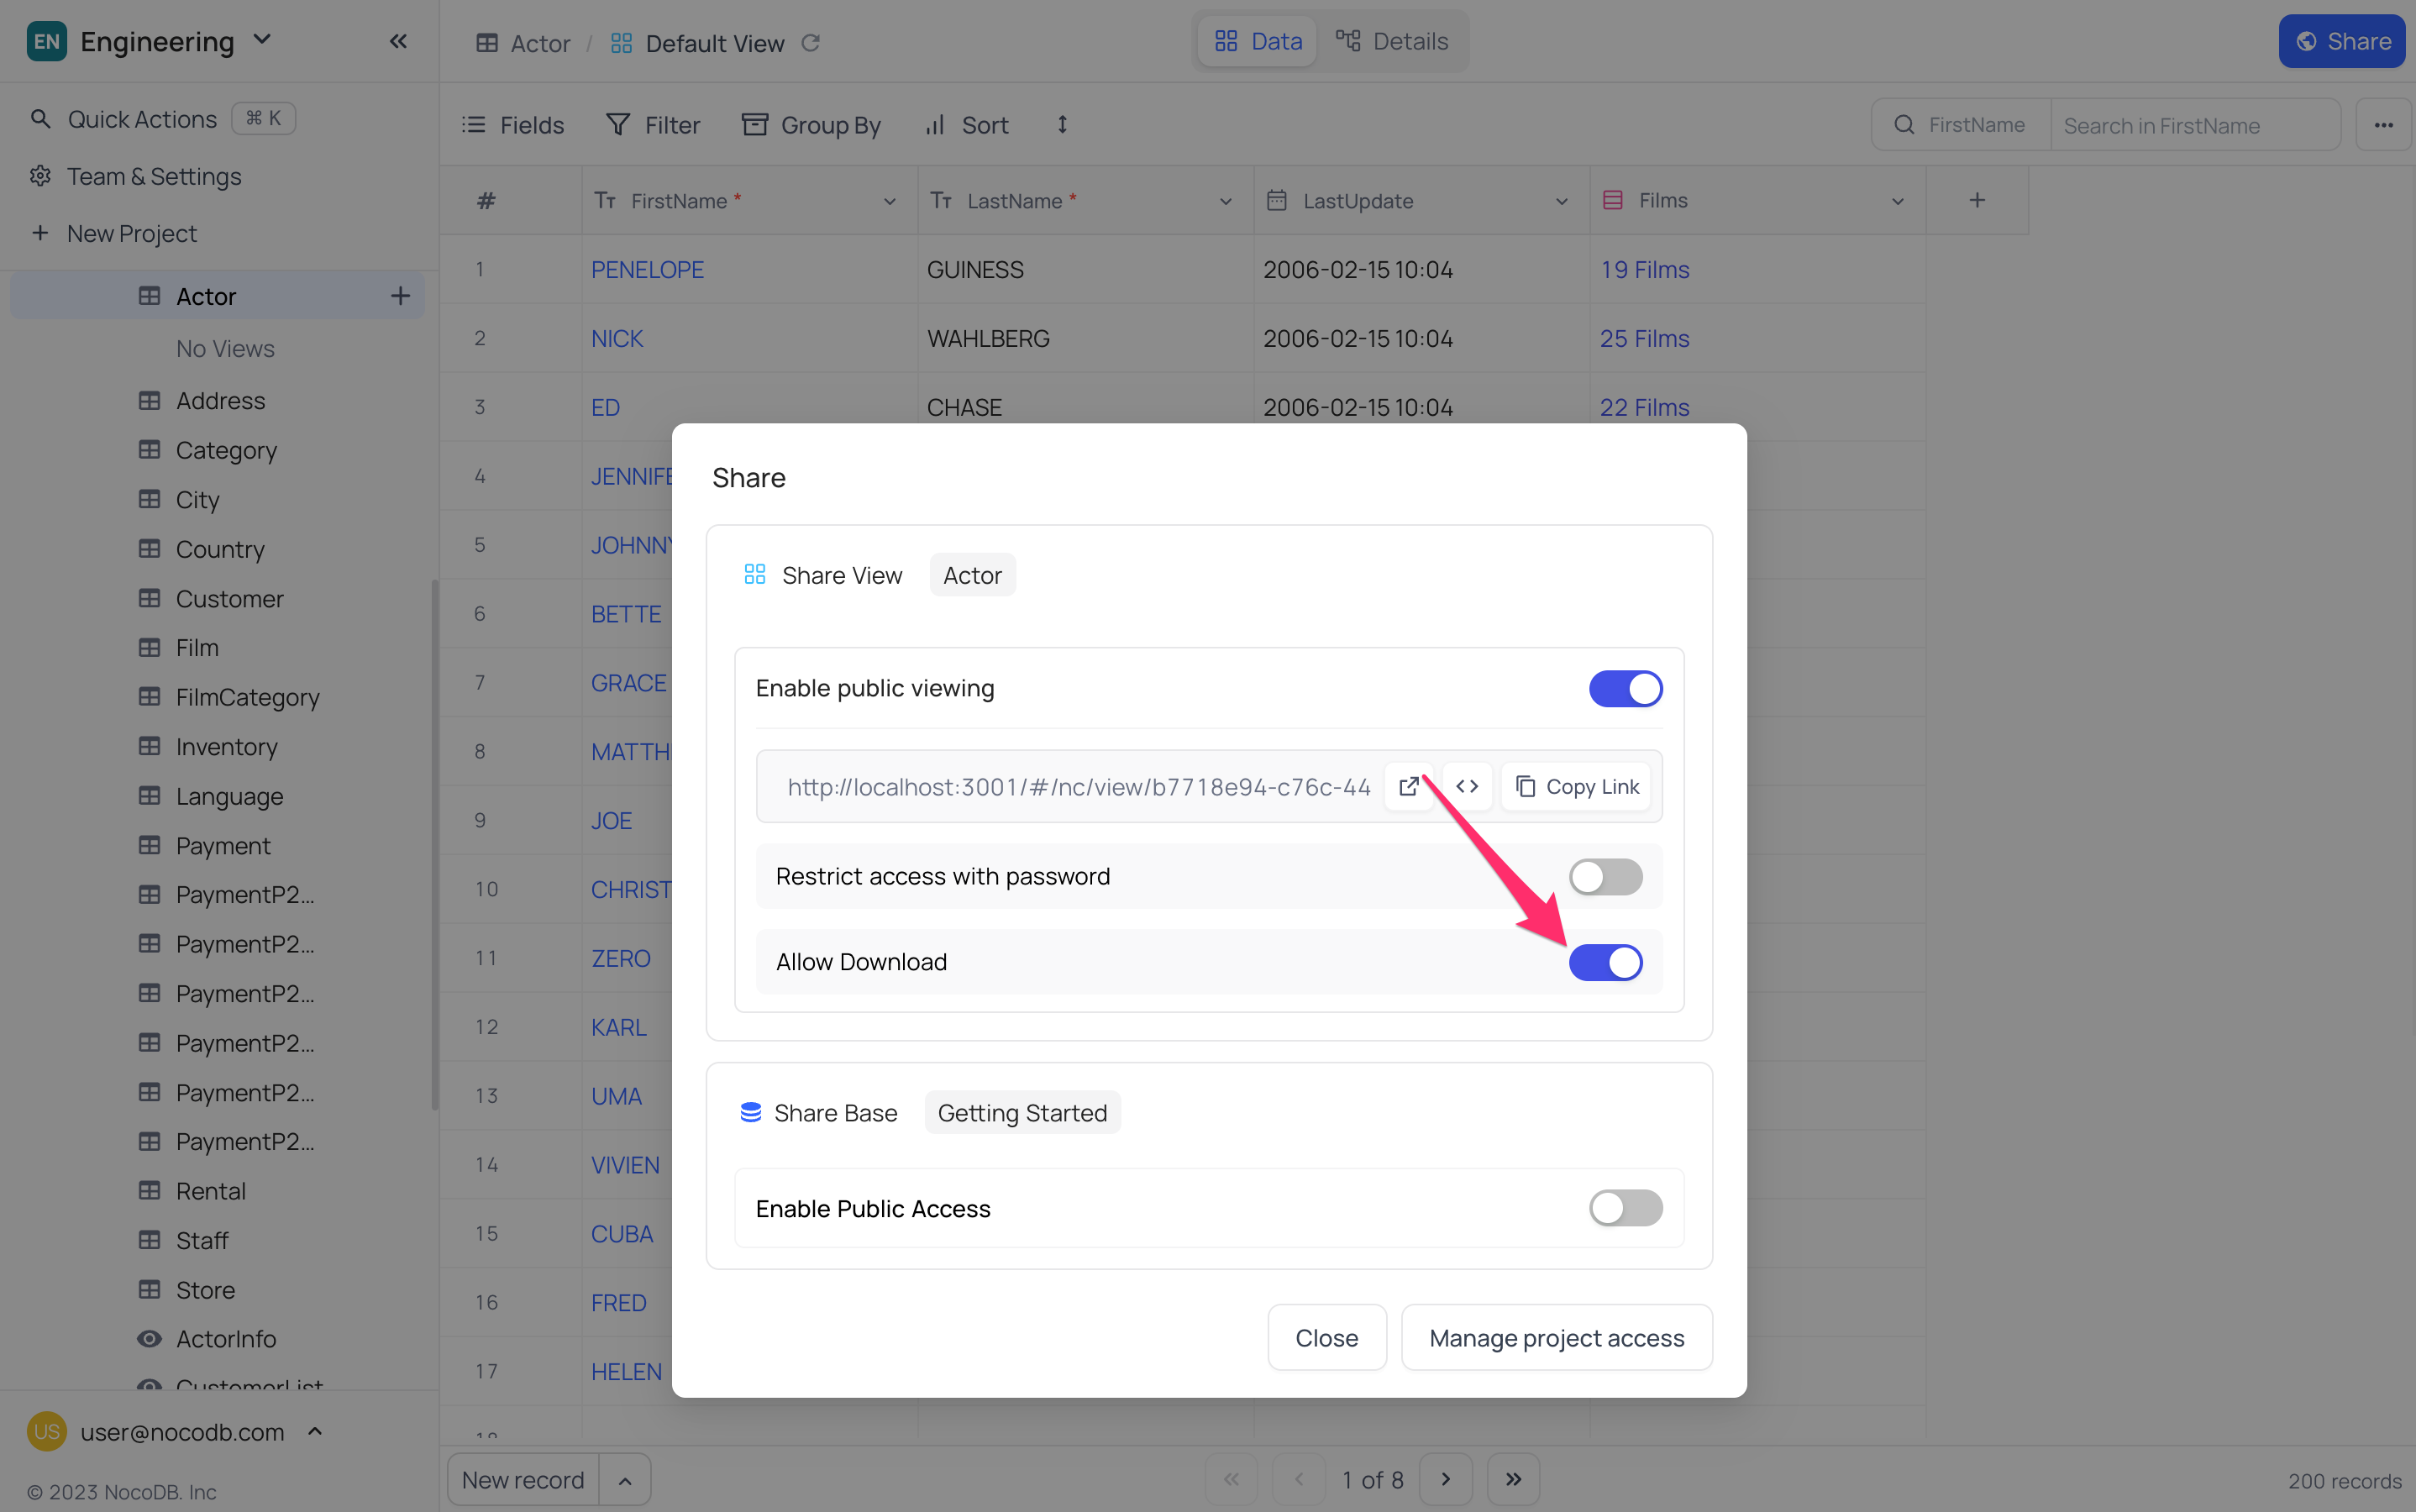 EN Engineering
Actor / Default View
Data Details
Share
Quick Actions ⌘ K
Team & Settings
New Project
Fields Filter Group By Sort
FirstName Search in FirstName
# FirstName * LastName * LastUpdate Films
1 PENELOPE GUINESS 2006-02-15 10:04 19 Films
2 NICK WAHLBERG 2006-02-15 10:04 25 Films
3 ED CHASE 2006-02-15 10:04 22 Films
4 JENNIFE
5 JOHNNY
6 BETTE
7 GRACE
8 MATTH
9 JOE
10 CHRIST
11 ZERO
12 KARL
13 UMA
14 VIVIEN
15 CUBA
16 FRED
17 HELEN
18
Actor
No Views
Address
Category
City
Country
Customer
Film
FilmCategory
Inventory
Language
Payment
PaymentP2...
PaymentP2...
PaymentP2...
PaymentP2...
PaymentP2...
PaymentP2...
Rental
Staff
Store
ActorInfo
CustomerList
US user@nocodb.com
© 2023 NocoDB. Inc
Share
Share View Actor
Enable public viewing
http://localhost:3001/#/nc/view/b7718e94-c76c-44
Copy Link
Restrict access with password
Allow Download
Share Base Getting Started
Enable Public Access
Close Manage project access
New record
1 of 8
200 records